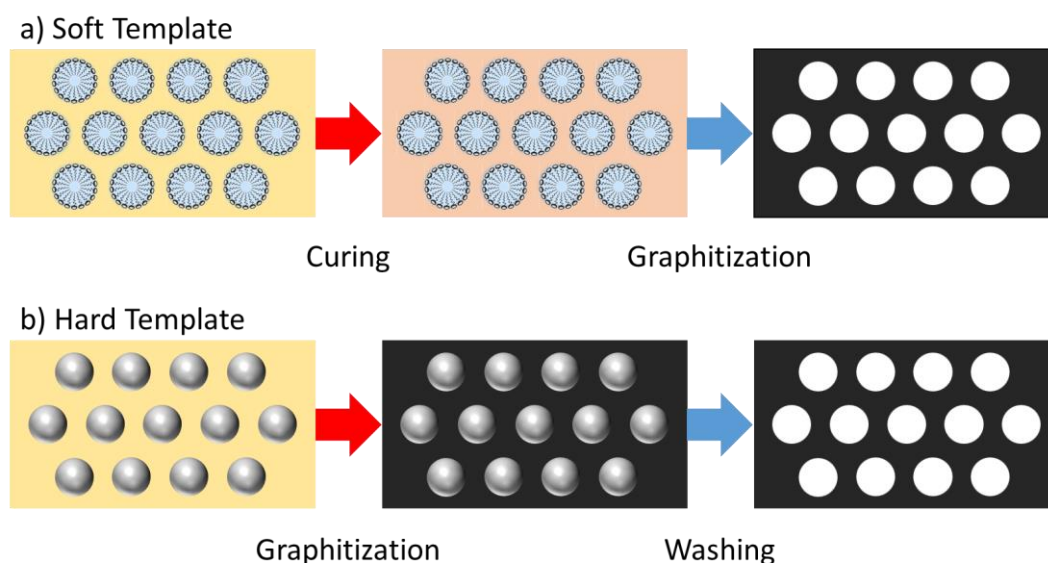 a) Soft Template
Curing
Graphitization
b) Hard Template
Graphitization
Washing